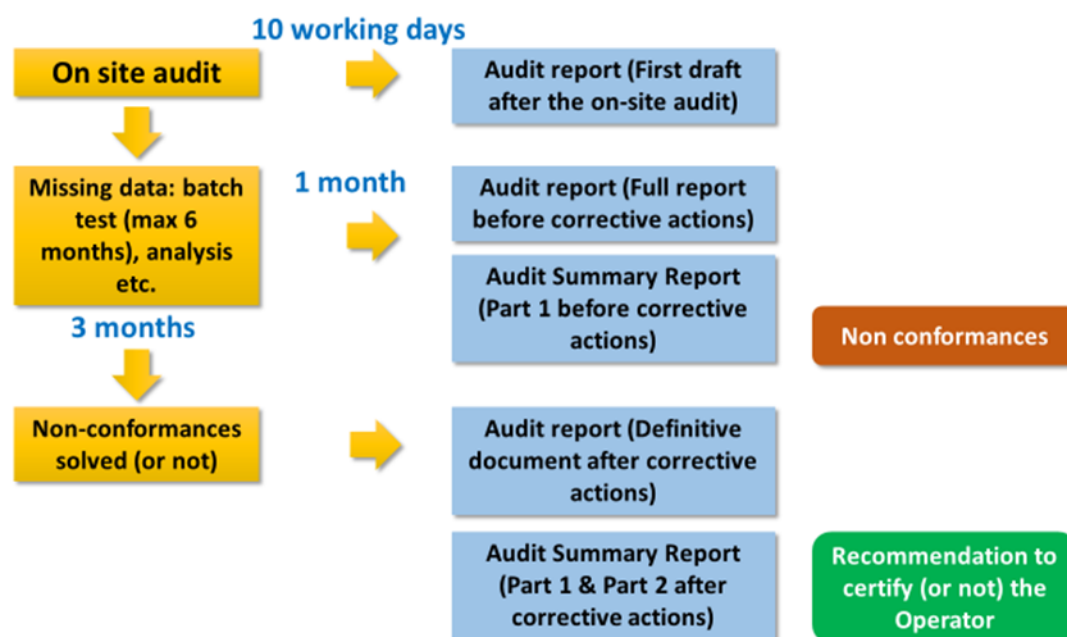 10 working days
On site audit
Audit report (First draft
after the on-site audit)
Missing data: batch
test (max 6
months), analysis
etc.
1 month
Audit report (Full report
before corrective actions)
Audit Summary Report
(Part 1 before corrective
actions)
Non conformances
3 months
Non-conformances
solved (or not)
Audit report (Definitive
document after corrective
actions)
Audit Summary Report
(Part 1 & Part 2 after
corrective actions)
Recommendation to
certify (or not) the
Operator